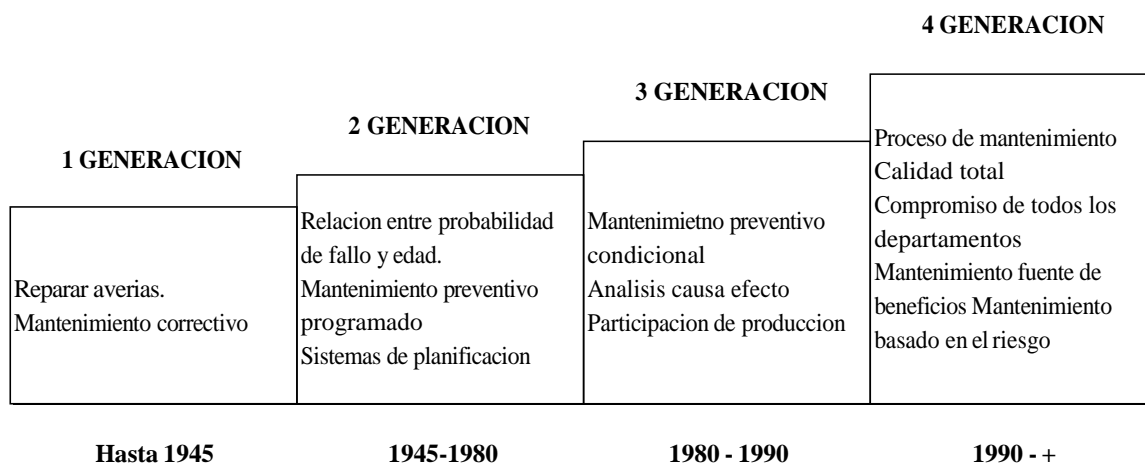 4 GENERACION
3 GENERACION
2 GENERACION
1 GENERACION
Reparar averias.
Mantenimiento correctivo
Relacion entre probabilidad
de fallo y edad.
Mantenimiento preventivo
programado
Sistemas de planificacion
Mantenimietno preventivo
condicional
Analisis causa efecto
Participacion de produccion
Proceso de mantenimiento
Calidad total
Compromiso de todos los
departamentos
Mantenimiento fuente de
beneficios Mantenimiento
basado en el riesgo
Hasta 1945
1945-1980
1980 - 1990
1990 - +